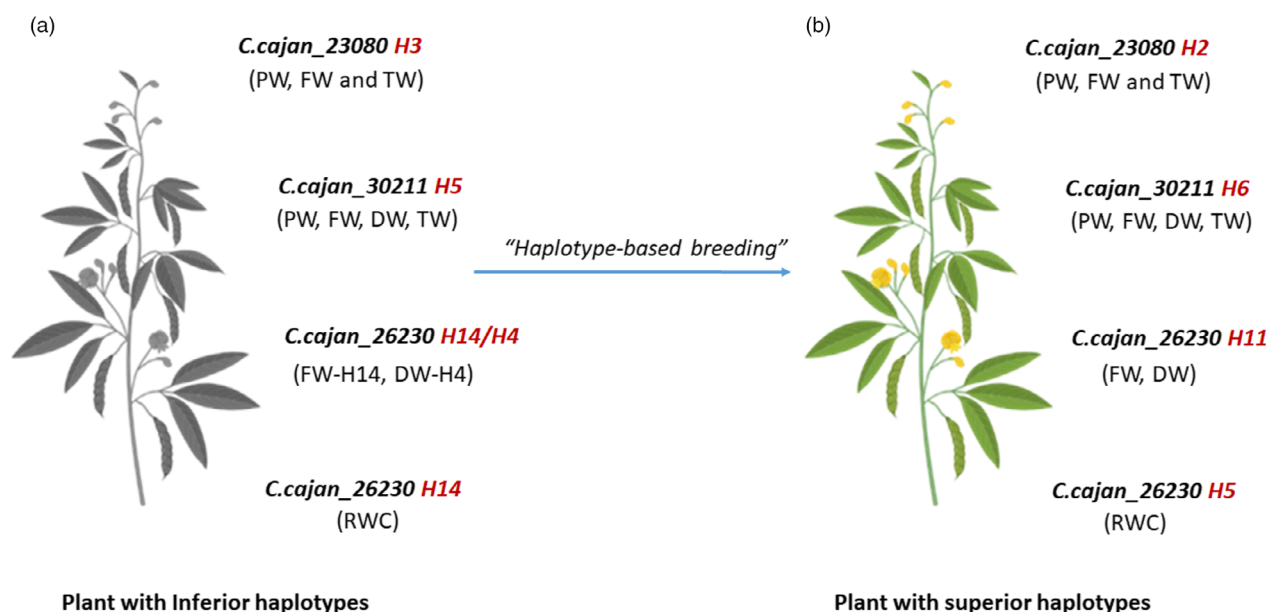 (a)
C.cajan_23080 H3
(PW, FW and TW)
C.cajan_30211 H5
(PW, FW, DW, TW)
C.cajan_26230 H14/H4
(FW-H14, DW-H4)
C.cajan_26230 H14
(RWC)
Plant with Inferior haplotypes
“Haplotype-based breeding”
(b)
C.cajan_23080 H2
(PW, FW and TW)
C.cajan_30211 H6
(PW, FW, DW, TW)
C.cajan_26230 H11
(FW, DW)
C.cajan_26230 H5
(RWC)
Plant with superior haplotypes